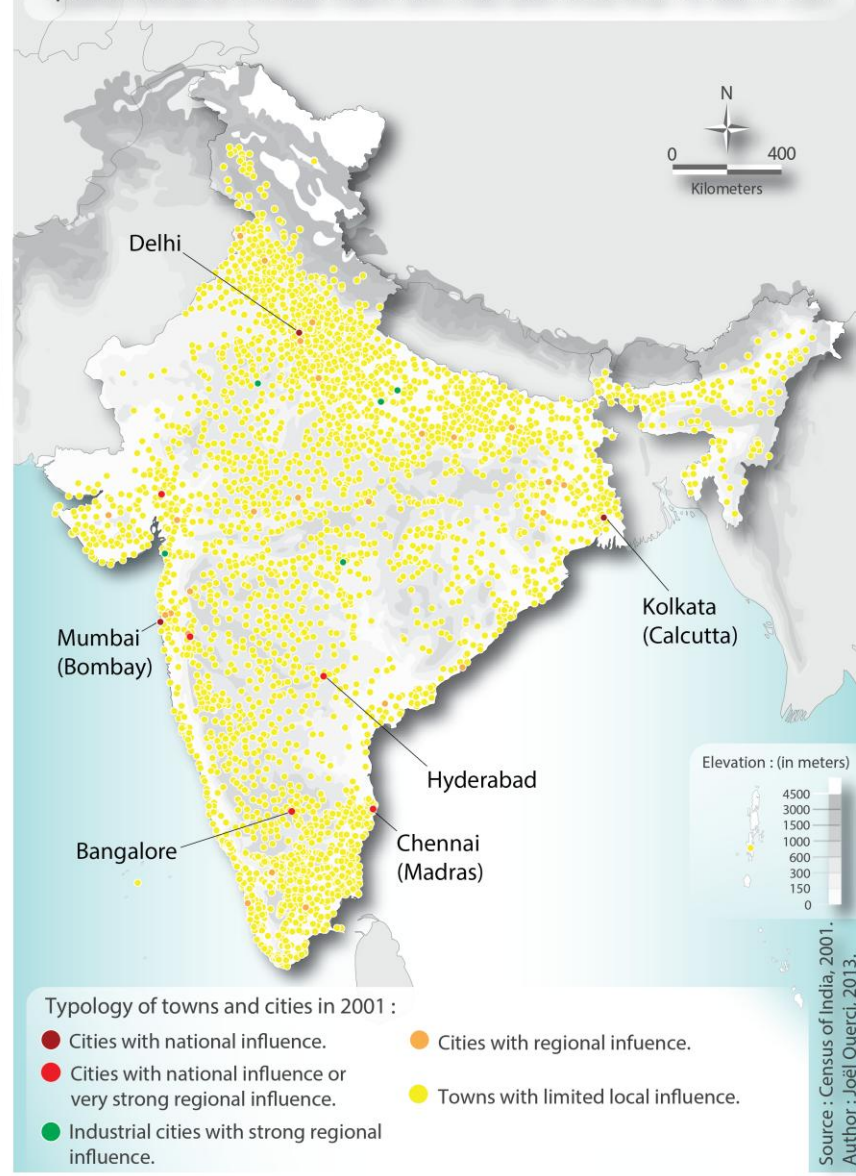 N
0 400
Kilometers
Delhi
Kolkata
(Calcutta)
Mumbai
(Bombay)
Hyderabad
Bangalore
Chennai
(Madras)
Elevation : (in meters)
4500
3000
1500
1000
600
300
150
0
Typology of towns and cities in 2001 :
Cities with national influence.
Cities with national influence or
very strong regional influence.
Industrial cities with strong regional
influence.
Cities with regional infuence.
Towns with limited local influence.
Source : Census of India, 2001.
Author : Joël Querci, 2013.